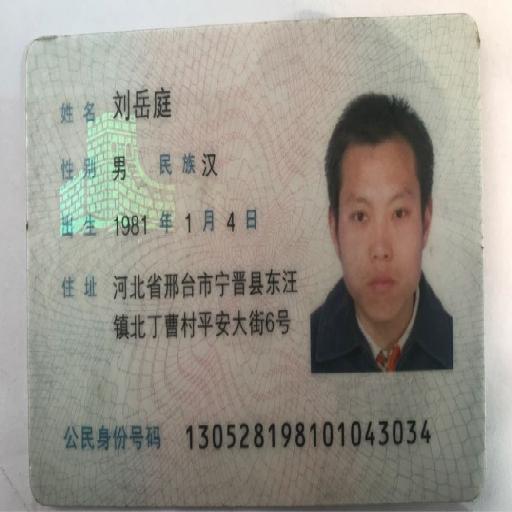 姓名 刘岳庭
性别 男 民族 汉
出生 1981 年 1 月 4 日
住址 河北省邢台市宁晋县东汪
镇北丁曹村平安大街6号
公民身份号码 130528198101043034